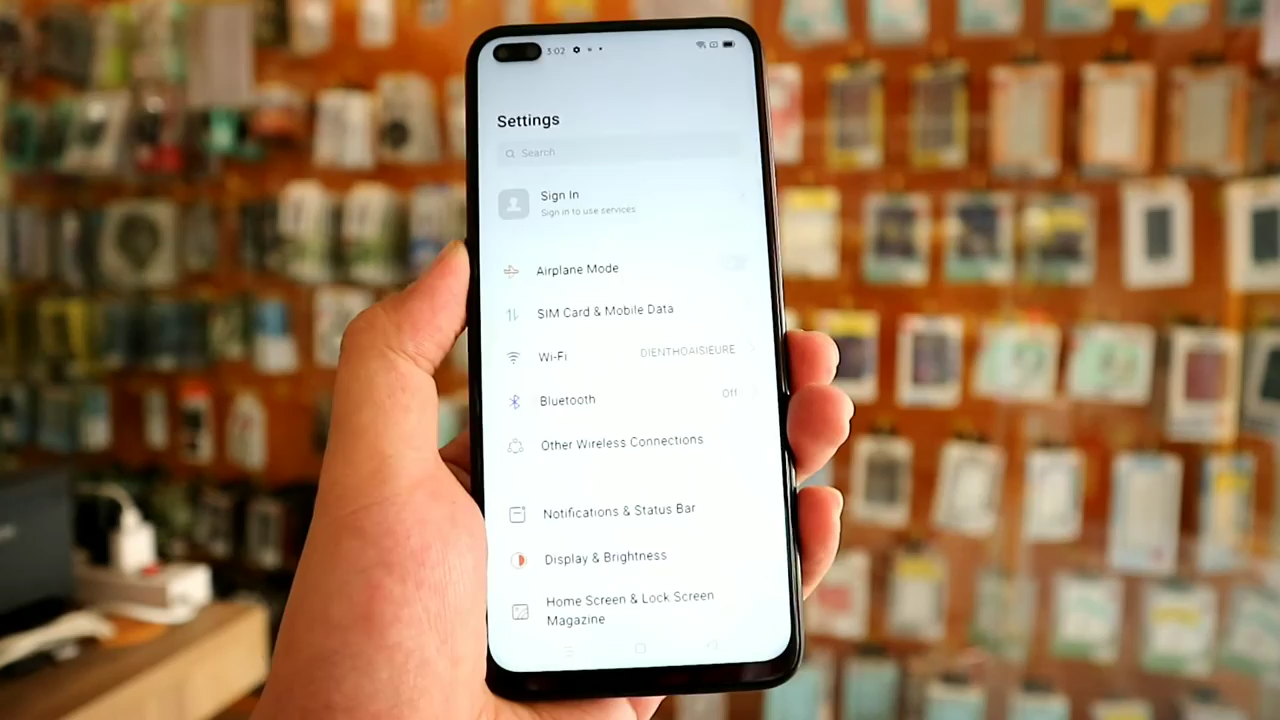 3:02
Settings
Search
Sign In
Sign in to use services
Airplane Mode
SIM Card & Mobile Data
Wi-Fi DIENTHOAISIEURE
Bluetooth Off
Other Wireless Connections
Notifications & Status Bar
Display & Brightness
Home Screen & Lock Screen
Magazine